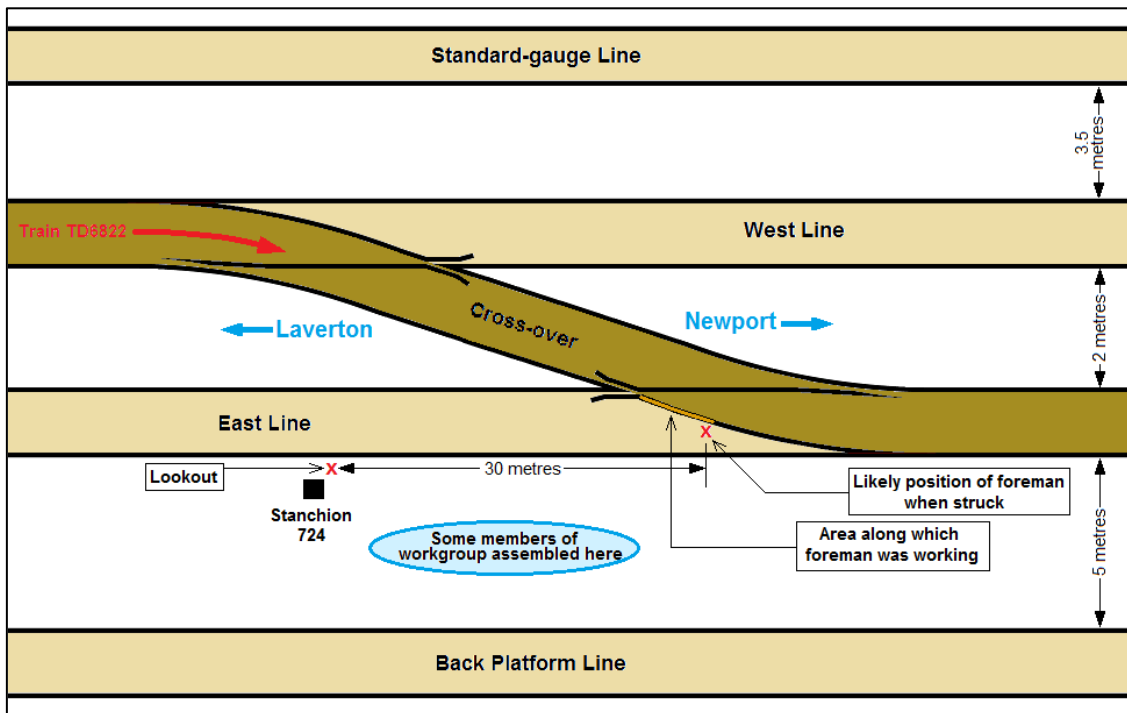 Standard-gauge Line
3.5
metres
Train TD6822
West Line
Cross-over
Laverton
Newport
2 metres
East Line
Lookout
30 metres
Stanchion
724
Some members of
workgroup assembled here
Likely position of foreman
when struck
Area along which
foreman was working
5 metres
Back Platform Line